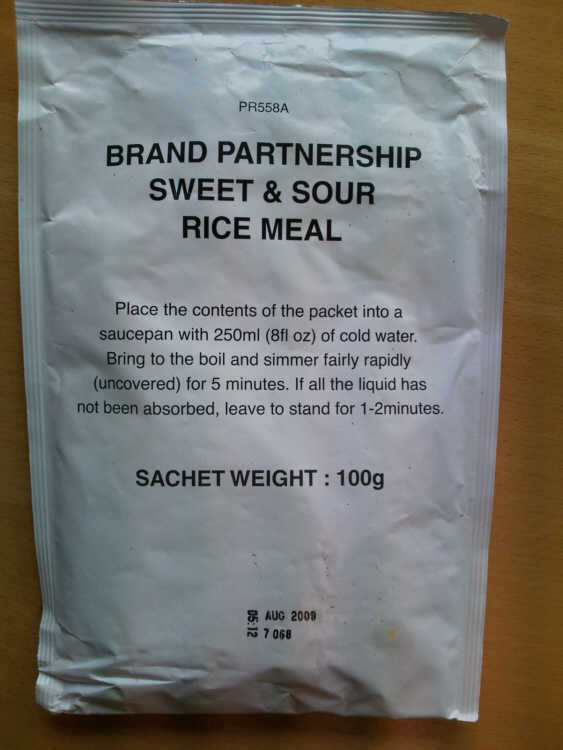 PR558A
BRAND PARTNERSHIP
SWEET & SOUR
RICE MEAL
Place the contents of the packet into a
saucepan with 250ml (8fl oz) of cold water.
Bring to the boil and simmer fairly rapidly
(uncovered) for 5 minutes. If all the liquid has
not been absorbed, leave to stand for 1-2minutes.
SACHET WEIGHT : 100g
05:12
AUG 2009
7 068